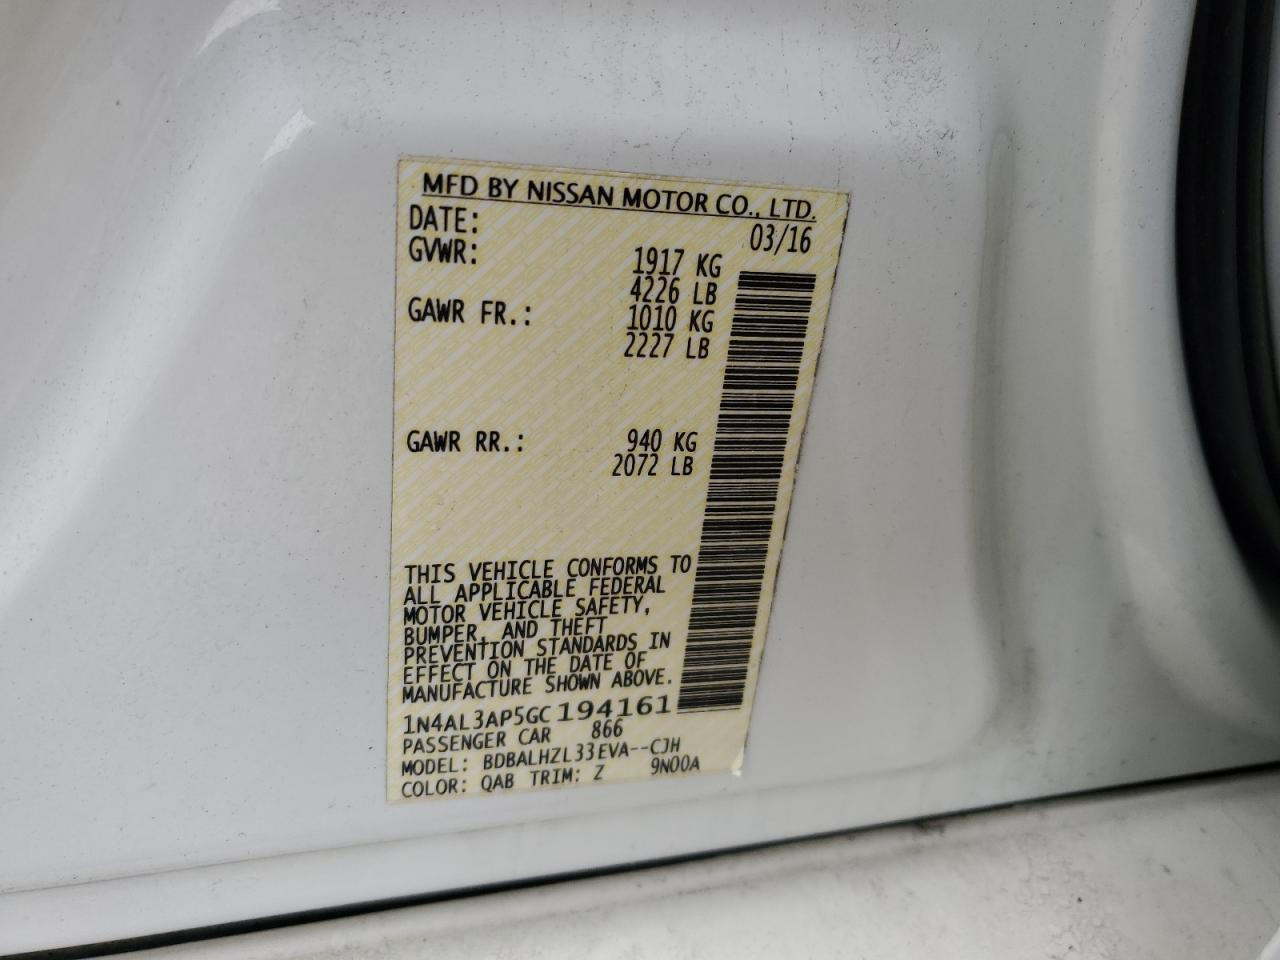 MFD BY NISSAN MOTOR CO., LTD.
DATE: 03/16
GVWR: 1917 KG
4226 LB
GAWR FR.: 1010 KG
2227 LB
GAWR RR.: 940 KG
2072 LB
THIS VEHICLE CONFORMS TO
ALL APPLICABLE FEDERAL
MOTOR VEHICLE SAFETY,
BUMPER, AND THEFT
PREVENTION STANDARDS IN
EFFECT ON THE DATE OF
MANUFACTURE SHOWN ABOVE.
1N4AL3AP5GC194161
PASSENGER CAR 866
MODEL: BDBALHZL33EVA--CJH
COLOR: QAB TRIM: Z 9N00A